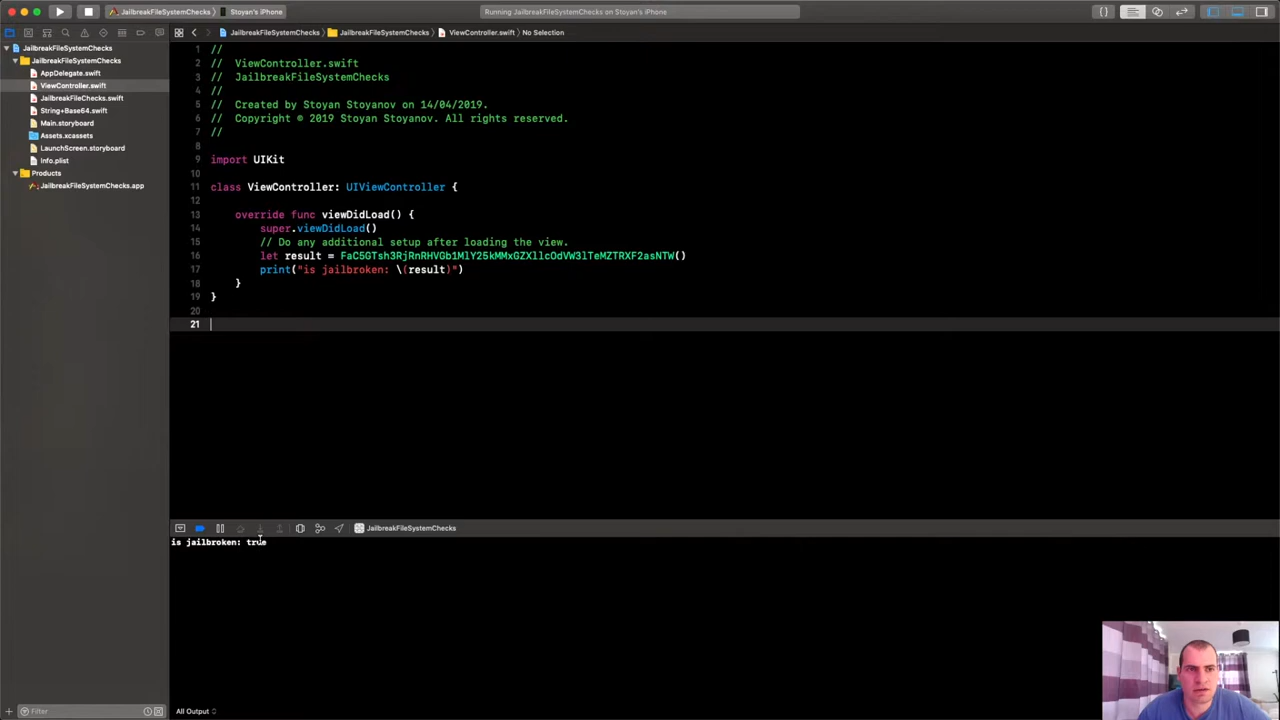 JailbreakFileSystemChecks
Stoyan's iPhone
Running JailbreakFileSystemChecks on Stoyan's iPhone
JailbreakFileSystemChecks
JailbreakFileSystemChecks
ViewController.swift
No Selection
JailbreakFileSystemChecks
JailbreakFileSystemChecks
AppDelegate.swift
ViewController.swift
JailbreakFileChecks.swift
String+Base64.swift
Main.storyboard
Assets.xcassets
LaunchScreen.storyboard
Info.plist
Products
JailbreakFileSystemChecks.app
1 //
2 //  ViewController.swift
3 //  JailbreakFileSystemChecks
4 //
5 //  Created by Stoyan Stoyanov on 14/04/2019.
6 //  Copyright © 2019 Stoyan Stoyanov. All rights reserved.
7 //
8
9 import UIKit
10
11 class ViewController: UIViewController {
12
13     override func viewDidLoad() {
14         super.viewDidLoad()
15         // Do any additional setup after loading the view.
16         let result = FaC5GTsh3RjRnRHVGb1MlY25kMMxGZXllcOdVW3lTeMZTRXF2asNTW()
17         print("is jailbroken: \(result)")
18     }
19 }
20
21
JailbreakFileSystemChecks
is jailbroken: true
Filter
All Output